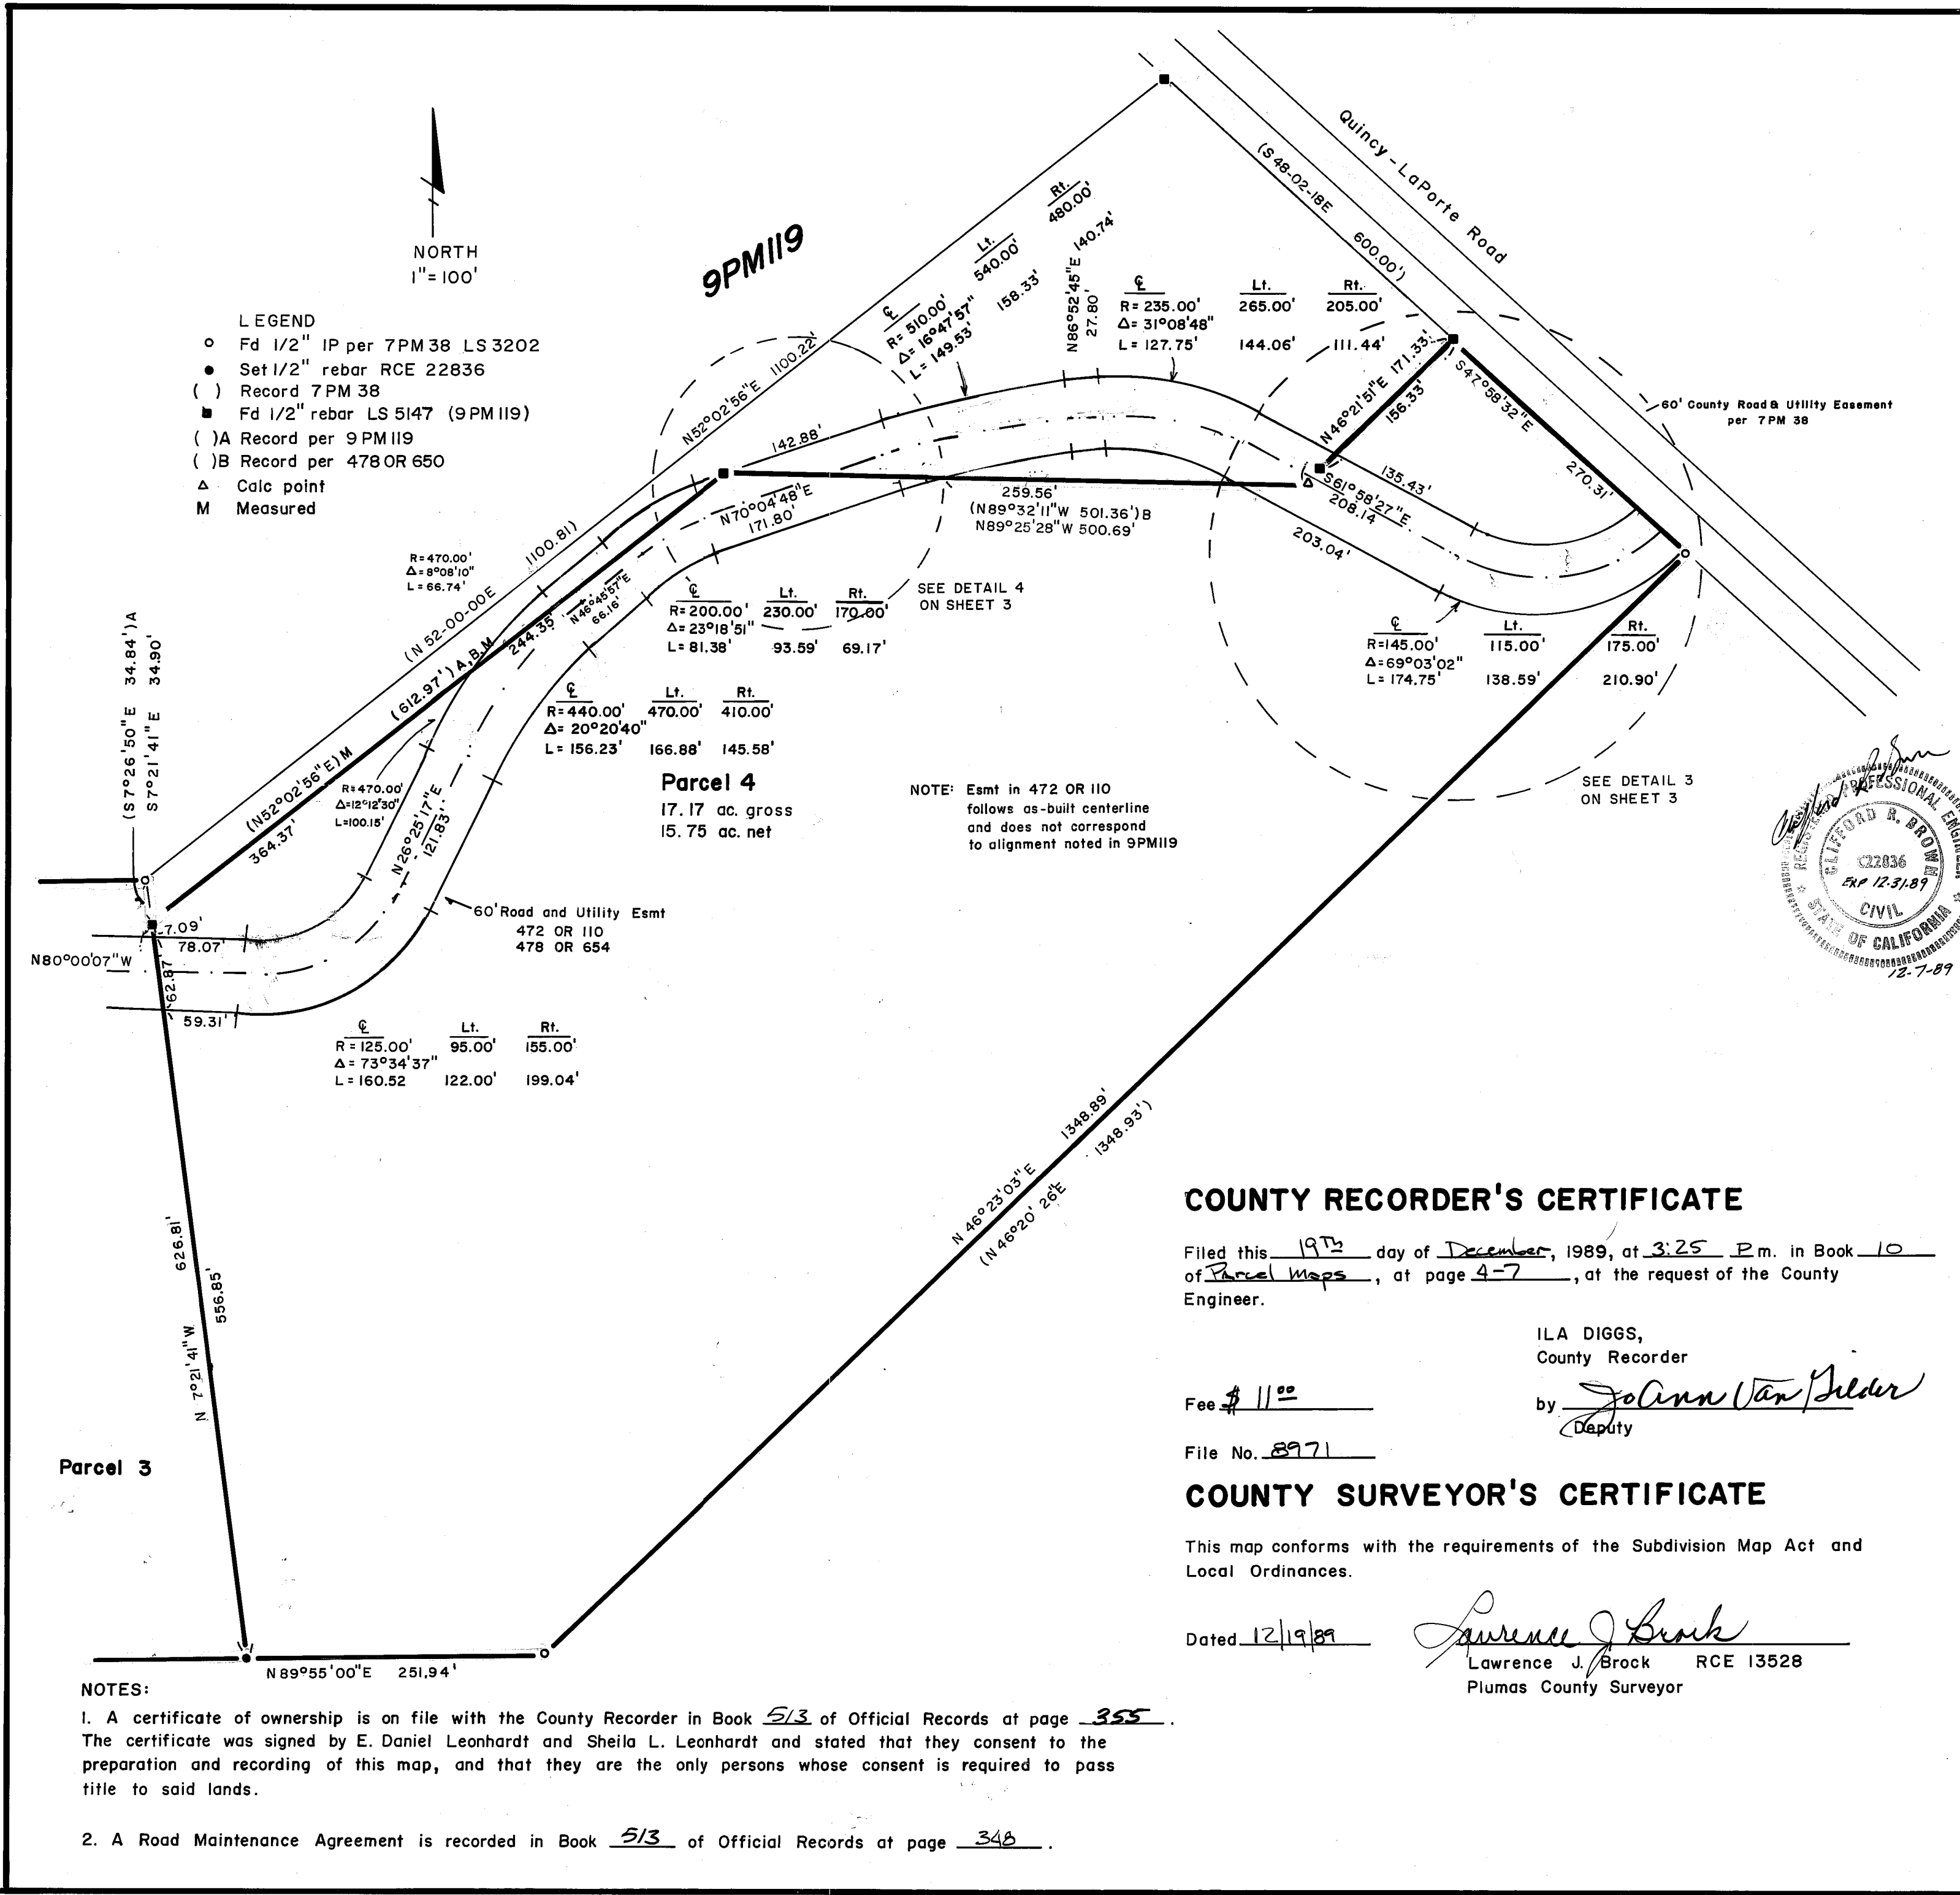 Quincy-LaPorte Road
(S 48-02-18E
600.00')
NORTH
1"= 100'
9PM119
LEGEND
Fd 1/2" IP per 7PM38 LS 3202
Set 1/2" rebar RCE 22836
( ) Record 7PM 38
Fd 1/2" rebar LS 5147 (9PM119)
( )A Record per 9PM119
( )B Record per 478 OR 650
Δ Calc point
M Measured
N52°02'56"E 1100.22'
(N 52-00-00E 1100.81)
℄ Lt. Rt.
R= 510.00' 540.00' 480.00'
Δ= 16°47'57"
L= 149.53' 158.33' 140.74'
N86°52'45"E
27.80'
℄ Lt. Rt.
R= 235.00' 265.00' 205.00'
Δ= 31°08'48"
L= 127.75' 144.06' 111.44'
N46°21'51"E 171.33'
156.33'
S47°58'32"E
270.31'
60' County Road & Utility Easement
per 7PM 38
142.88'
N70°04'48"E
171.80'
259.56'
(N89°32'11"W 501.36')B
N89°25'28"W 500.69'
S61°58'27"E
208.14
135.43'
203.04'
R= 470.00'
Δ= 8°08'10"
L= 66.74'
N46°45'57"E
66.16'
244.35'
SEE DETAIL 4
ON SHEET 3
℄ Lt. Rt.
R= 200.00' 230.00' 170.00'
Δ= 23°18'51"
L= 81.38' 93.59' 69.17'
℄ Lt. Rt.
R=145.00' 115.00' 175.00'
Δ=69°03'02"
L= 174.75' 138.59' 210.90'
(S7°26'50"E 34.84')A
S7°21'41"E 34.90'
(612.97')A,B,M
(N52°02'56"E)M
364.37'
℄ Lt. Rt.
R= 440.00' 470.00' 410.00'
Δ= 20°20'40"
L= 156.23' 166.88' 145.58'
R= 470.00'
Δ=12°12'30"
L=100.15'
N26°25'17"E
121.83'
Parcel 4
17.17 ac. gross
15.75 ac. net
NOTE: Esmt in 472 OR 110
follows as-built centerline
and does not correspond
to alignment noted in 9PM119
SEE DETAIL 3
ON SHEET 3
REGISTERED PROFESSIONAL ENGINEER
CLIFFORD R. BROWN
C22836
EXP 12-31-89
CIVIL
STATE OF CALIFORNIA
12-7-89
60' Road and Utility Esmt
472 OR 110
478 OR 654
7.09'
78.07'
N80°00'07"W
62.87'
59.31'
℄ Lt. Rt.
R= 125.00' 95.00' 155.00'
Δ= 73°34'37"
L= 160.52 122.00' 199.04'
1348.89'
1348.93')
N 46°23'03"E
(N 46°20'26"E
626.81'
556.85'
N 7°21'41"W
Parcel 3
N89°55'00"E 251.94'
COUNTY RECORDER'S CERTIFICATE
Filed this 19Th day of December, 1989, at 3:25 P.m. in Book 10
of Parcel Maps, at page 4-7, at the request of the County
Engineer.
ILA DIGGS,
County Recorder
Fee $ 11 00
by JoAnn Van Gilder
Deputy
File No. 8971
COUNTY SURVEYOR'S CERTIFICATE
This map conforms with the requirements of the Subdivision Map Act and
Local Ordinances.
Dated 12/19/89
Lawrence J Brock
Lawrence J. Brock RCE 13528
Plumas County Surveyor
NOTES:
1. A certificate of ownership is on file with the County Recorder in Book 513 of Official Records at page 355.
The certificate was signed by E. Daniel Leonhardt and Sheila L. Leonhardt and stated that they consent to the
preparation and recording of this map, and that they are the only persons whose consent is required to pass
title to said lands.
2. A Road Maintenance Agreement is recorded in Book 513 of Official Records at page 348.